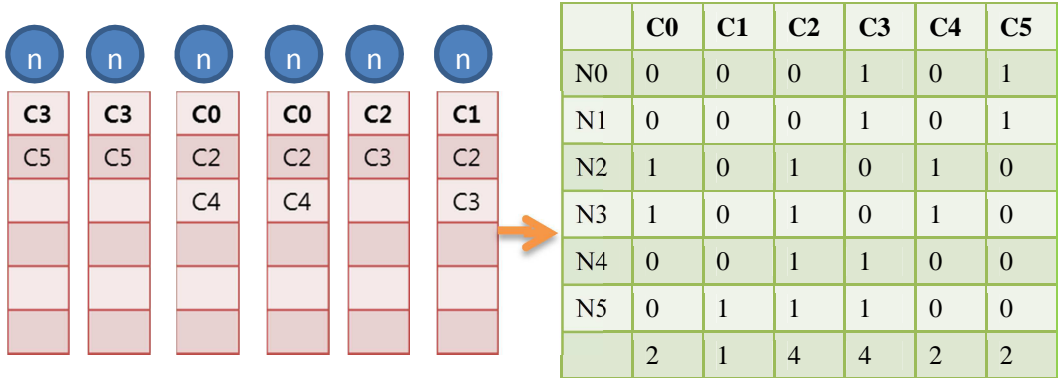 n n n n n n
C3 C3 C0 C0 C2 C1
C5 C5 C2 C2 C3 C2
C4 C4 C3
C0 C1 C2 C3 C4 C5
N0 0 0 0 1 0 1
N1 0 0 0 1 0 1
N2 1 0 1 0 1 0
N3 1 0 1 0 1 0
N4 0 0 1 1 0 0
N5 0 1 1 1 0 0
2 1 4 4 2 2